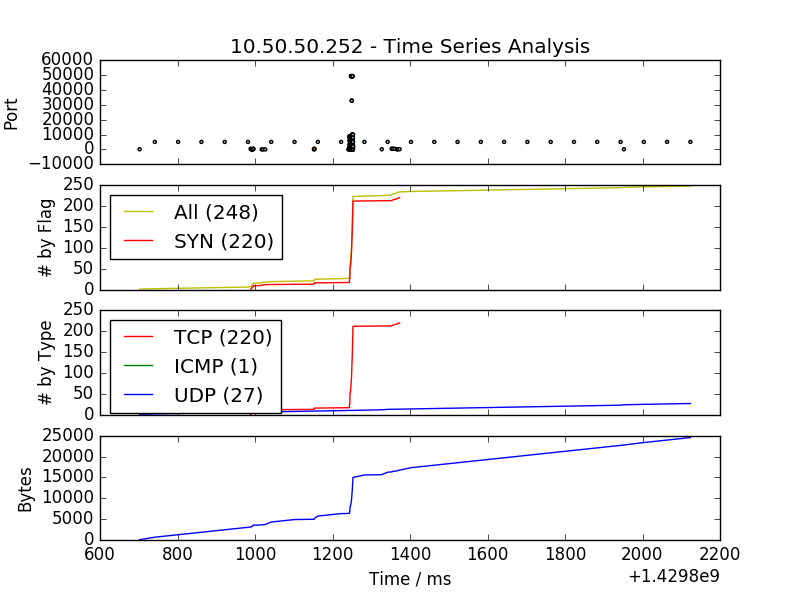 10.50.50.252 - Time Series Analysis
60000
50000
40000
30000
20000
10000
0
−10000
Port
250
200
150
100
50
0
# by Flag
All (248)
SYN (220)
250
200
150
100
50
0
# by Type
TCP (220)
ICMP (1)
UDP (27)
25000
20000
15000
10000
5000
0
Bytes
600 800 1000 1200 1400 1600 1800 2000 2200
Time / ms
+1.4298e9